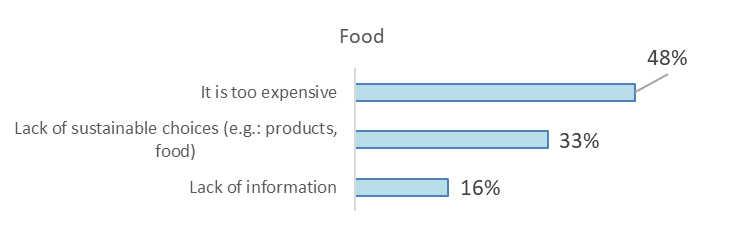 Food
48%
It is too expensive
Lack of sustainable choices (e.g.: products,
food)
33%
Lack of information
16%